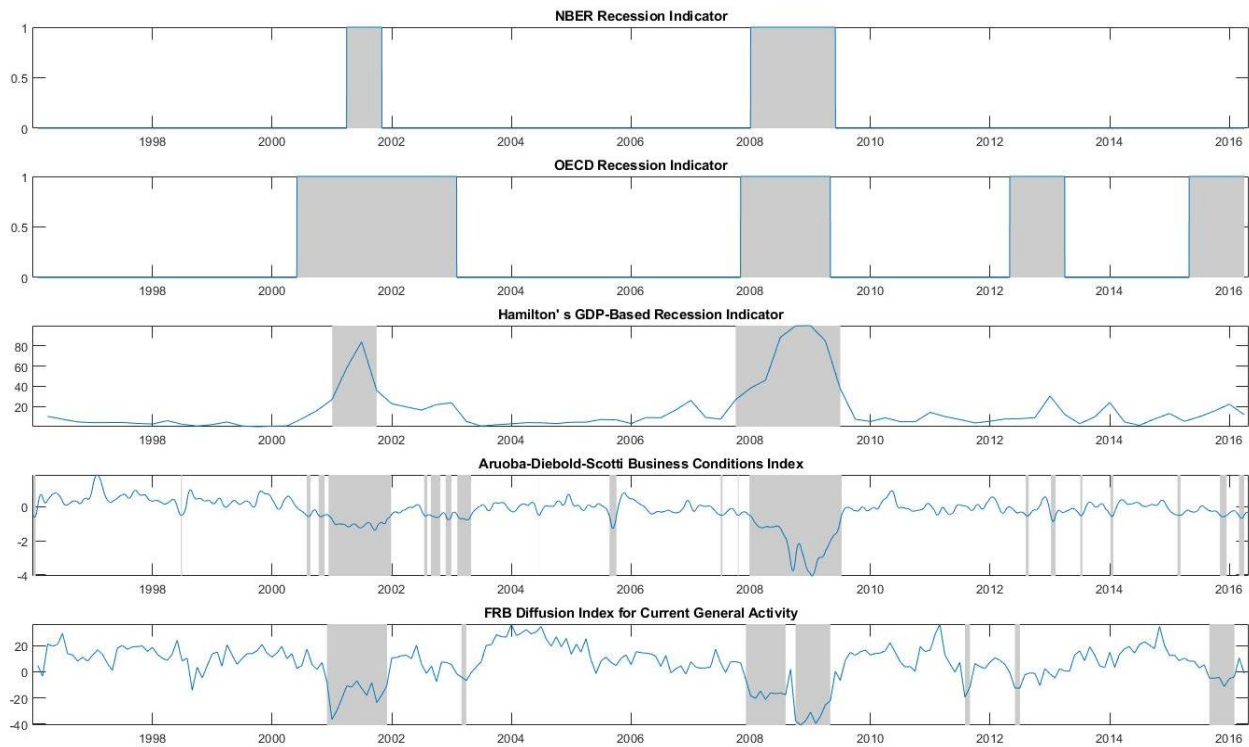 NBER Recession Indicator
1
0.5
0
1998 2000 2002 2004 2006 2008 2010 2012 2014 2016
OECD Recession Indicator
1
0.5
0
1998 2000 2002 2004 2006 2008 2010 2012 2014 2016
Hamilton' s GDP-Based Recession Indicator
80
60
40
20
1998 2000 2002 2004 2006 2008 2010 2012 2014 2016
Aruoba-Diebold-Scotti Business Conditions Index
0
-2
-4
1998 2000 2002 2004 2006 2008 2010 2012 2014 2016
FRB Diffusion Index for Current General Activity
20
0
-20
-40
1998 2000 2002 2004 2006 2008 2010 2012 2014 2016